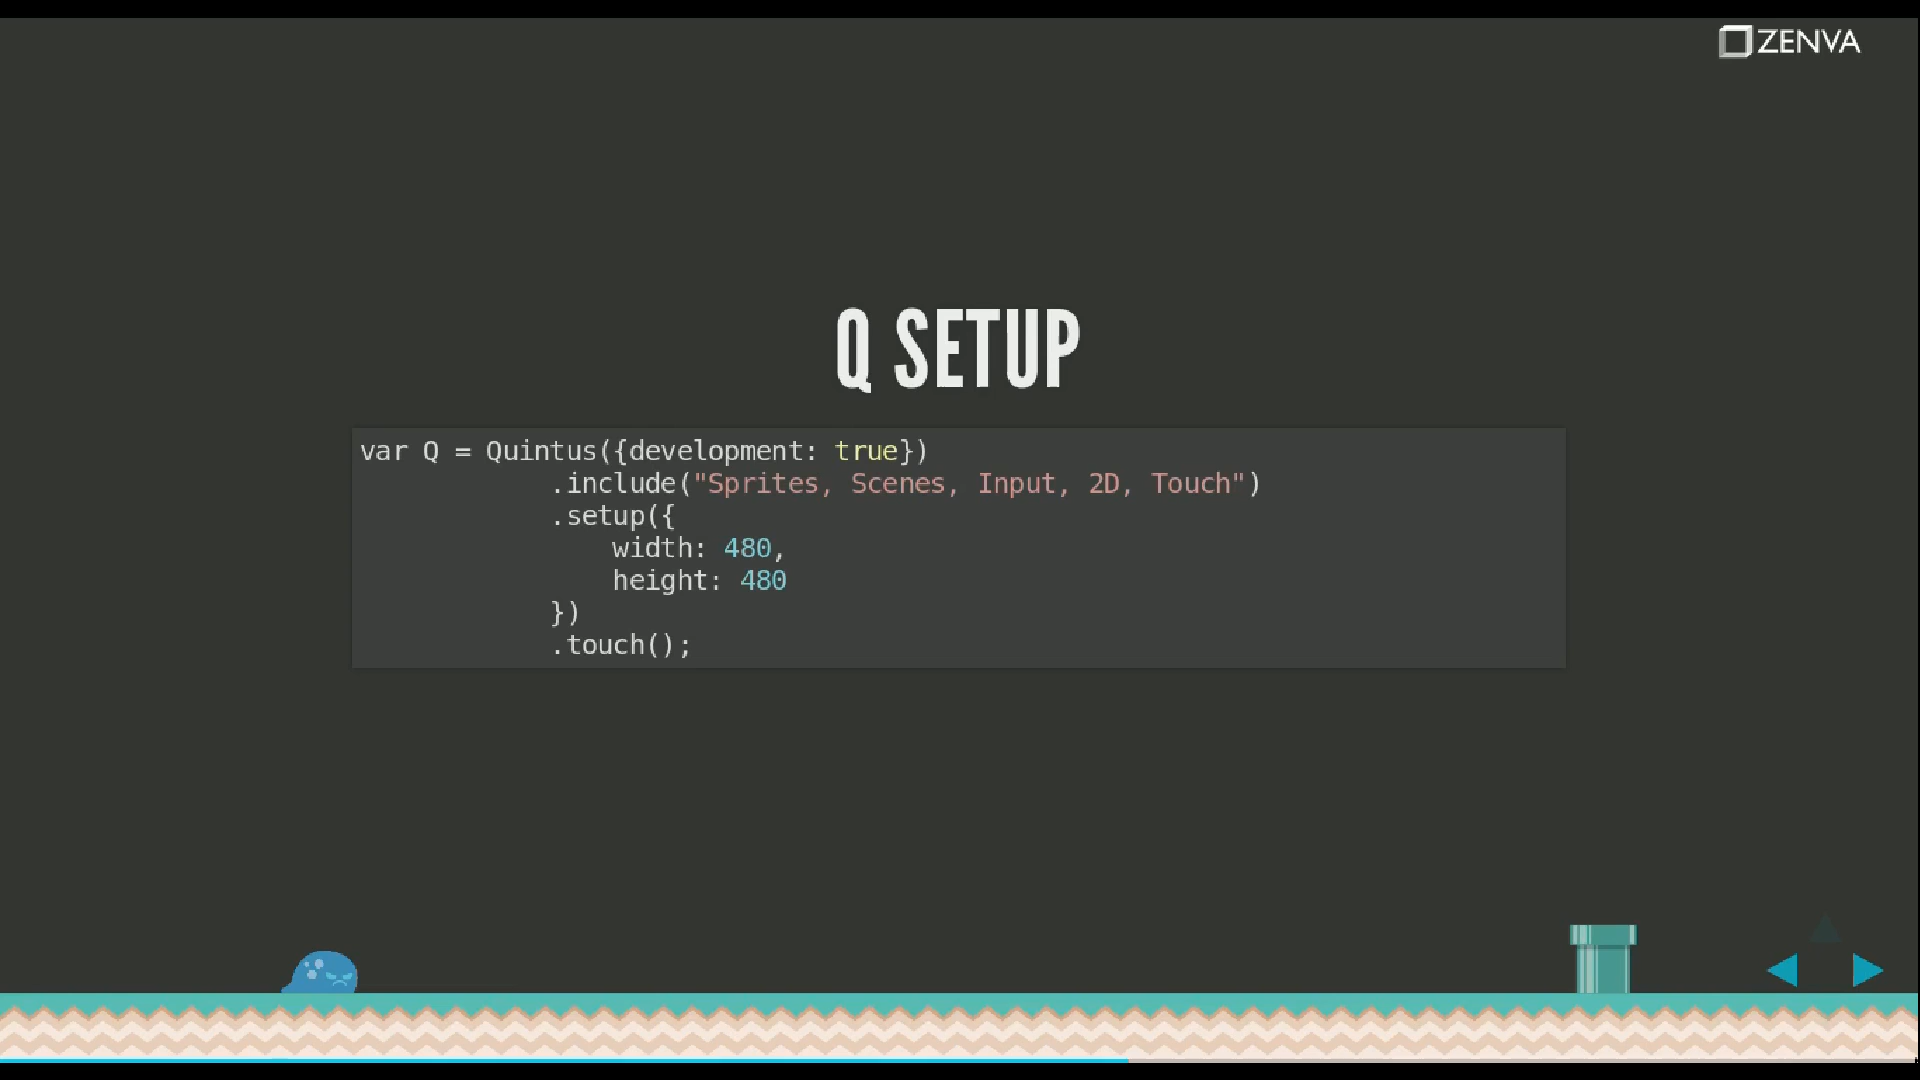 ZENVA
Q SETUP
var Q = Quintus({development: true})
.include("Sprites, Scenes, Input, 2D, Touch")
.setup({
width: 480,
height: 480
})
.touch();